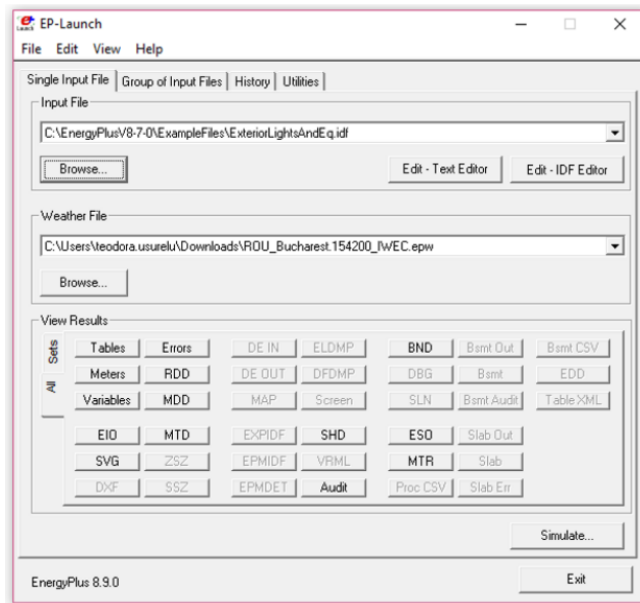 EP-Launch
File Edit View Help
Single Input File Group of Input Files History Utilities
Input File
C:\EnergyPlusV8-7-0\ExampleFiles\ExteriorLightsAndEq.idf
Browse... Edit - Text Editor Edit - IDF Editor
Weather File
C:\Users\teodora.usurelu\Downloads\ROU_Bucharest.154200_IWEC.epw
Browse...
View Results
Sets
All
Tables Errors DE IN ELDMP BND Bsmt Out Bsmt CSV
Meters RDD DE OUT DFDMP DBG Bsmt EDD
Variables MDD MAP Screen SLN Bsmt Audit Table XML
EIO MTD EXPIDF SHD ESO Slab Out
SVG ZSZ EPMIDF VRML MTR Slab
DXF SSZ EPMDET Audit Proc CSV Slab Err
Simulate...
EnergyPlus 8.9.0 Exit